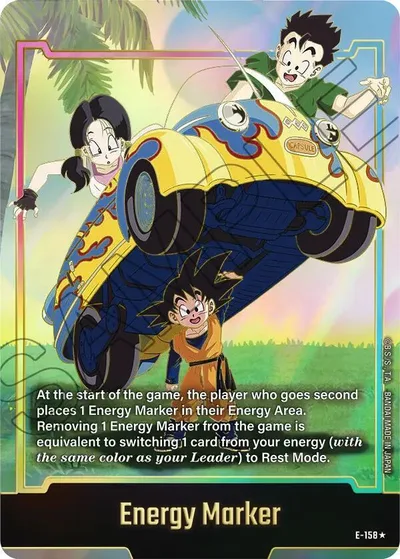 CAPSULE
SAMPLE
At the start of the game, the player who goes second
places 1 Energy Marker in their Energy Area.
Removing 1 Energy Marker from the game is
equivalent to switching 1 card from your energy (with
the same color as your Leader) to Rest Mode.
©B.S./S., T.A. BANDAI MADE IN JAPAN
Energy Marker
E-158★